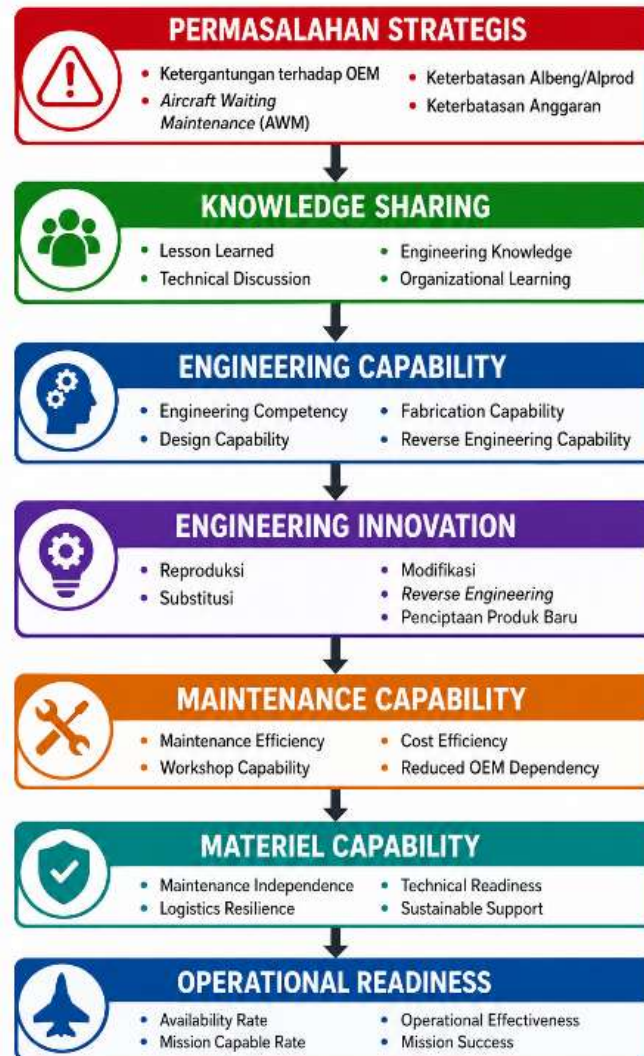 PERMASALAHAN STRATEGIS
• Ketergantungan terhadap OEM
• Aircraft Waiting
Maintenance (AWM)
• Keterbatasan Albeng/Alprod
• Keterbatasan Anggaran
KNOWLEDGE SHARING
• Lesson Learned
• Technical Discussion
• Engineering Knowledge
• Organizational Learning
ENGINEERING CAPABILITY
• Engineering Competency
• Design Capability
• Fabrication Capability
• Reverse Engineering Capability
ENGINEERING INNOVATION
• Reproduksi
• Substitusi
• Modifikasi
• Reverse Engineering
• Penciptaan Produk Baru
MAINTENANCE CAPABILITY
• Maintenance Efficiency
• Workshop Capability
• Cost Efficiency
• Reduced OEM Dependency
MATERIEL CAPABILITY
• Maintenance Independence
• Logistics Resilience
• Technical Readiness
• Sustainable Support
OPERATIONAL READINESS
• Availability Rate
• Mission Capable Rate
• Operational Effectiveness
• Mission Success